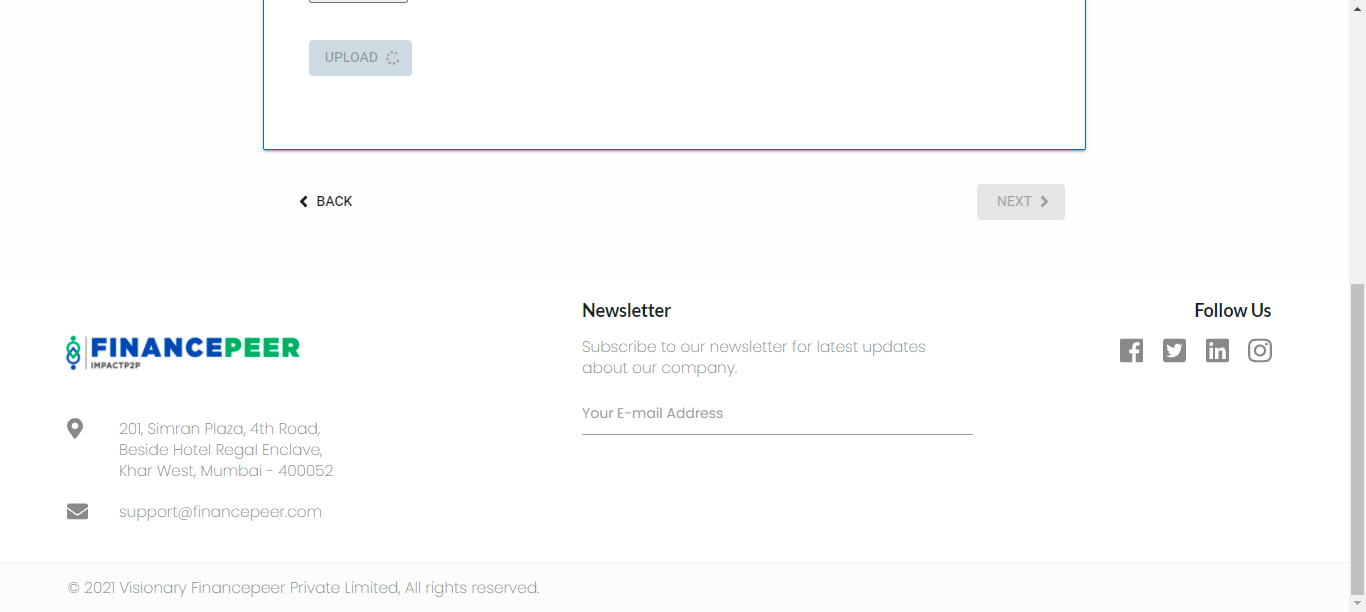 UPLOAD
BACK
NEXT
FINANCEPEER
IMPACTP2P
201, Simran Plaza, 4th Road,
Beside Hotel Regal Enclave,
Khar West, Mumbai - 400052
support@financepeer.com
Newsletter
Subscribe to our newsletter for latest updates
about our company.
Your E-mail Address
Follow Us
© 2021 Visionary Financepeer Private Limited, All rights reserved.